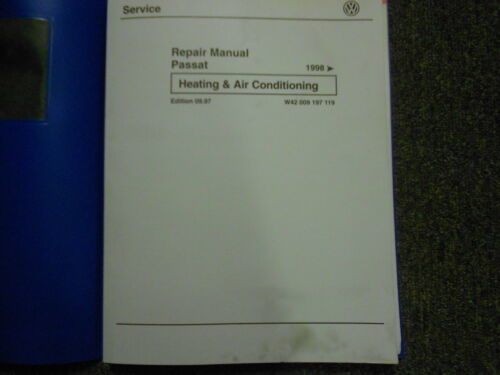 Service
Repair Manual
Passat 1998 ➤
Heating & Air Conditioning
Edition 09.97 W42 009 197 119